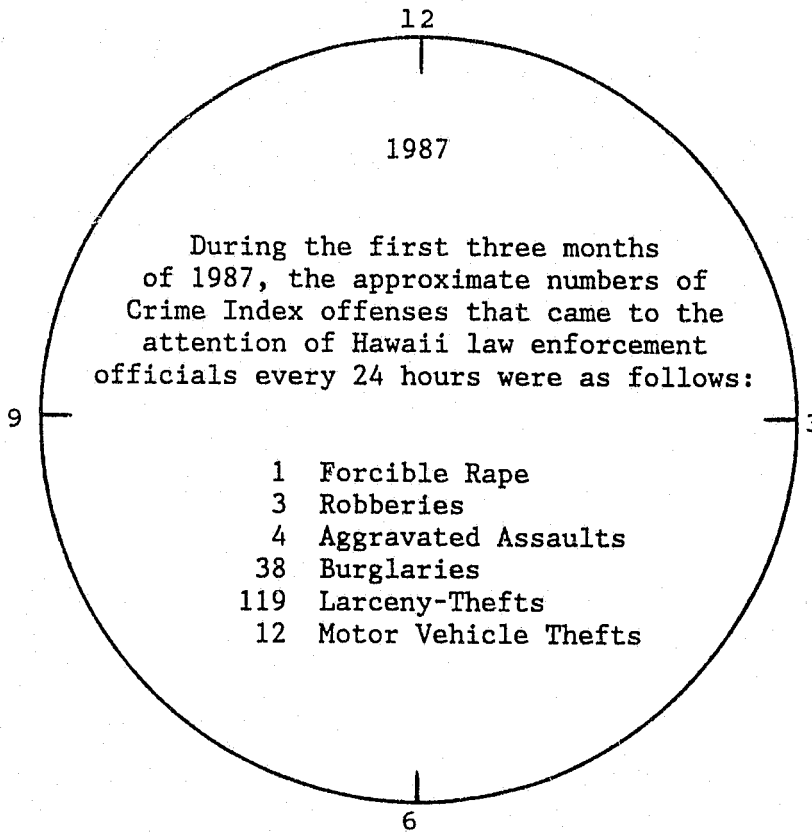 12
1987
During the first three months
of 1987, the approximate numbers of
Crime Index offenses that came to the
attention of Hawaii law enforcement
officials every 24 hours were as follows:
9
3
1 Forcible Rape
3 Robberies
4 Aggravated Assaults
38 Burglaries
119 Larceny-Thefts
12 Motor Vehicle Thefts
6